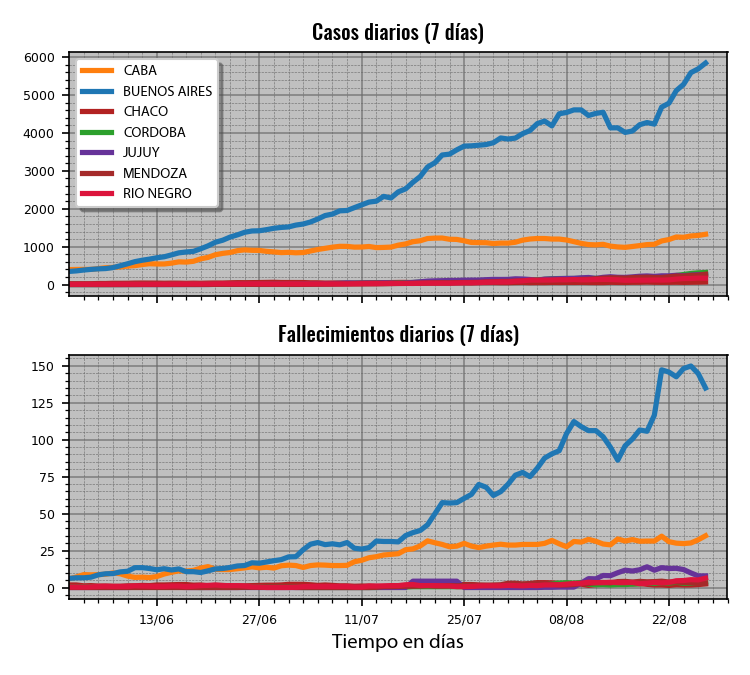 Casos diarios (7 días)
6000
5000
4000
3000
2000
1000
0
CABA
BUENOS AIRES
CHACO
CORDOBA
JUJUY
MENDOZA
RIO NEGRO
Fallecimientos diarios (7 días)
150
125
100
75
50
25
0
13/06 27/06 11/07 25/07 08/08 22/08
Tiempo en días